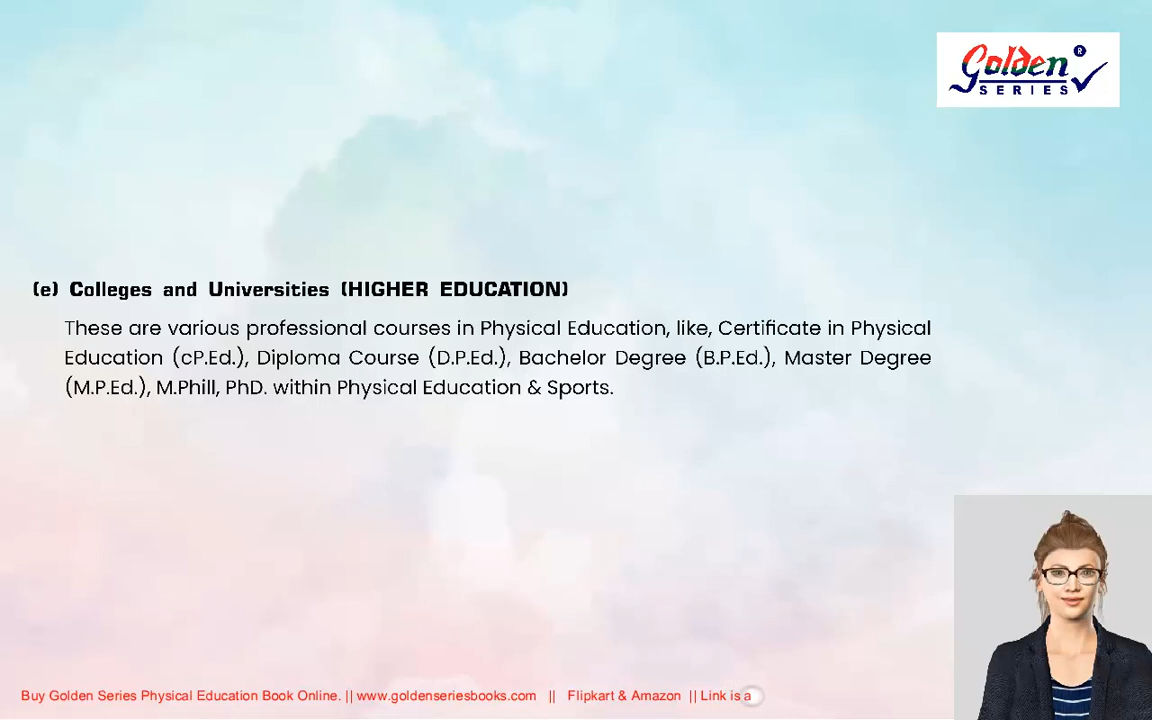 Golden®
SERIES
(e) Colleges and Universities (HIGHER EDUCATION)
These are various professional courses in Physical Education, like, Certificate in Physical
Education (cP.Ed.), Diploma Course (D.P.Ed.), Bachelor Degree (B.P.Ed.), Master Degree
(M.P.Ed.), M.Phill, PhD. within Physical Education & Sports.
Buy Golden Series Physical Education Book Online. || www.goldenseriesbooks.com || Flipkart & Amazon || Link is a